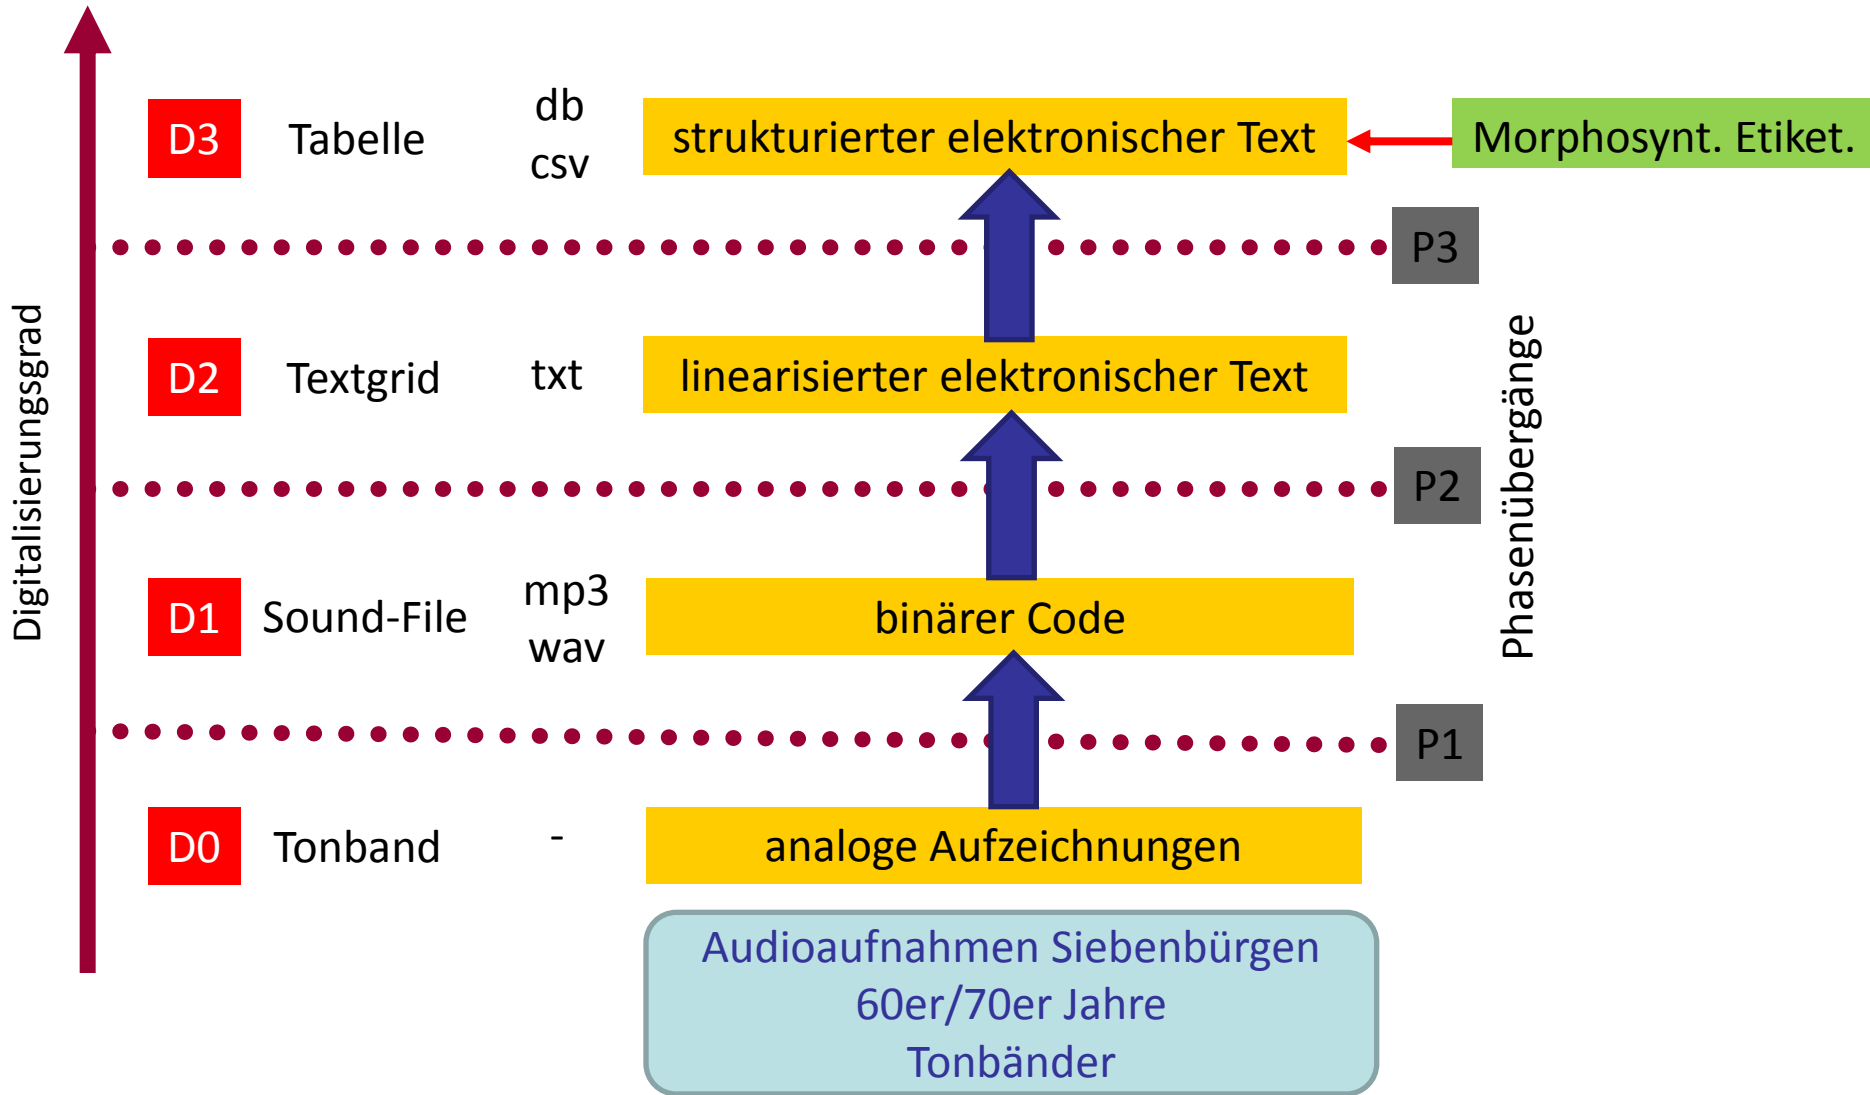 Digitalisierungsgrad
D3
Tabelle
db
csv
strukturierter elektronischer Text
Morphosynt. Etiket.
P3
D2
Textgrid
txt
linearisierter elektronischer Text
P2
Phasenübergänge
D1
Sound-File
mp3
wav
binärer Code
P1
D0
Tonband
-
analoge Aufzeichnungen
Audioaufnahmen Siebenbürgen
60er/70er Jahre
Tonbänder